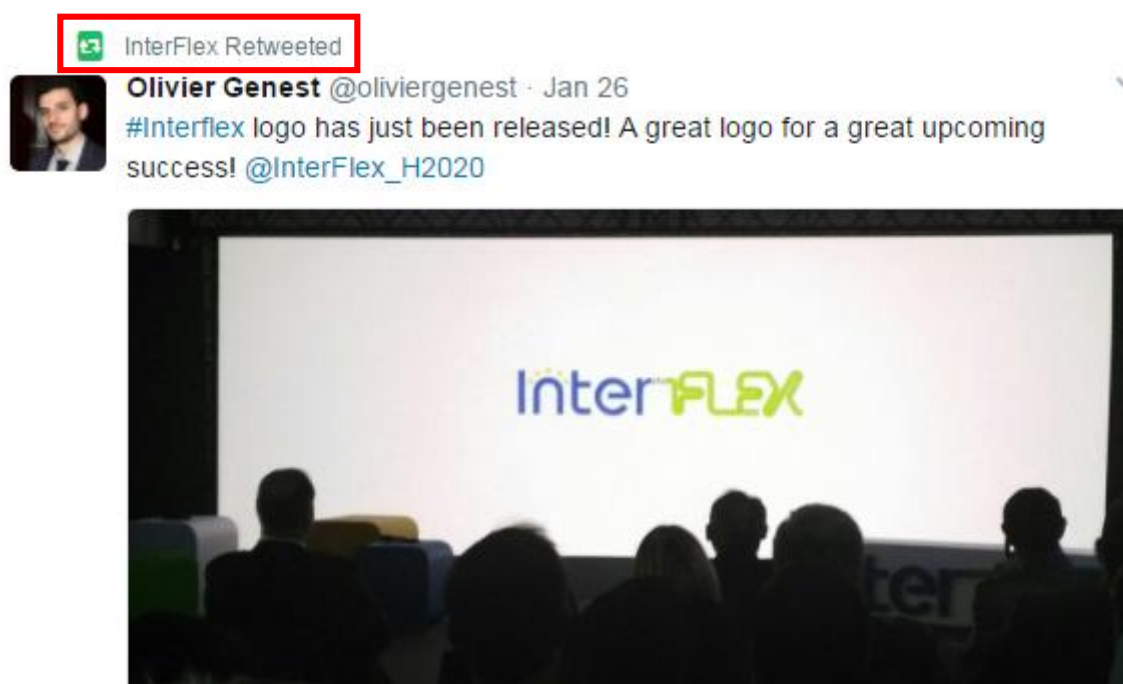 InterFlex Retweeted
Olivier Genest @oliviergenest · Jan 26
#Interflex logo has just been released! A great logo for a great upcoming
success! @InterFlex_H2020
InterFLEX
ter